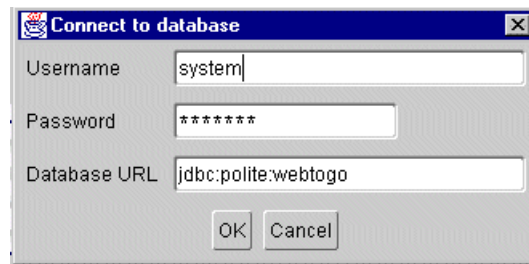 Connect to database
Username system
Password *******
Database URL jdbc:polite:webtogo
OK Cancel